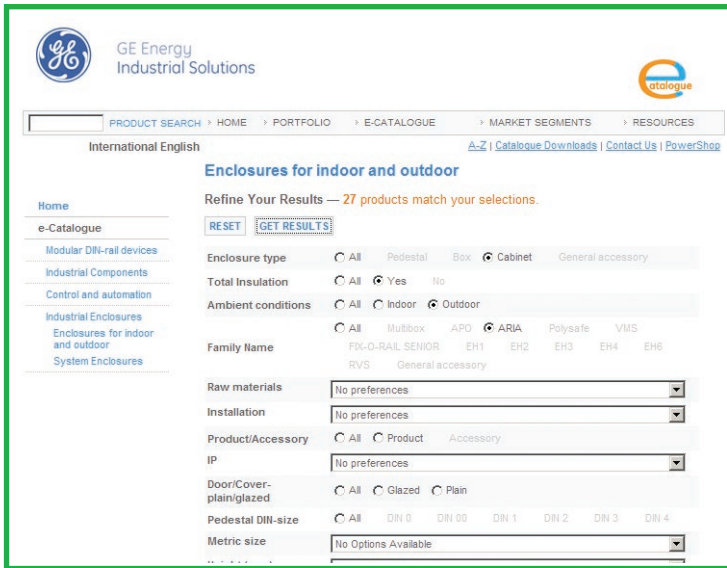 GE Energy
Industrial Solutions
e
atalogue
PRODUCT SEARCH > HOME > PORTFOLIO > E-CATALOGUE > MARKET SEGMENTS > RESOURCES
International English A-Z | Catalogue Downloads | Contact Us | PowerShop
Enclosures for indoor and outdoor
Refine Your Results — 27 products match your selections.
Home
RESET GET RESULTS
e-Catalogue
Modular DIN-rail devices
Industrial Components
Control and automation
Industrial Enclosures
Enclosures for indoor
and outdoor
System Enclosures
Enclosure type All Pedestal Box Cabinet General accessory
Total Insulation All Yes No
Ambient conditions All Indoor Outdoor
Family Name All Multibox APO ARIA Polysafe VMS
FIX-O-RAIL SENIOR EH1 EH2 EH3 EH4 EH6
RVS General accessory
Raw materials No preferences
Installation No preferences
Product/Accessory All Product Accessory
IP No preferences
Door/Cover-
plain/glazed All Glazed Plain
Pedestal DIN-size All DIN 0 DIN 00 DIN 1 DIN 2 DIN 3 DIN 4
Metric size No Options Available